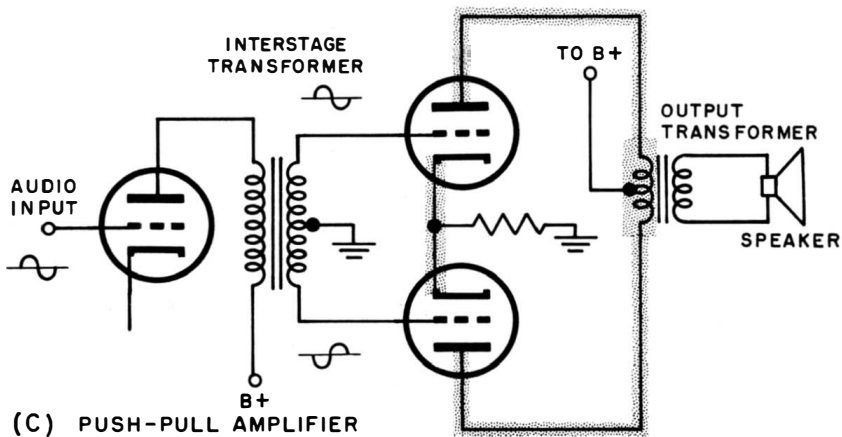 INTERSTAGE
TRANSFORMER
TO B+
OUTPUT
TRANSFORMER
AUDIO
INPUT
SPEAKER
B+
(C) PUSH-PULL AMPLIFIER